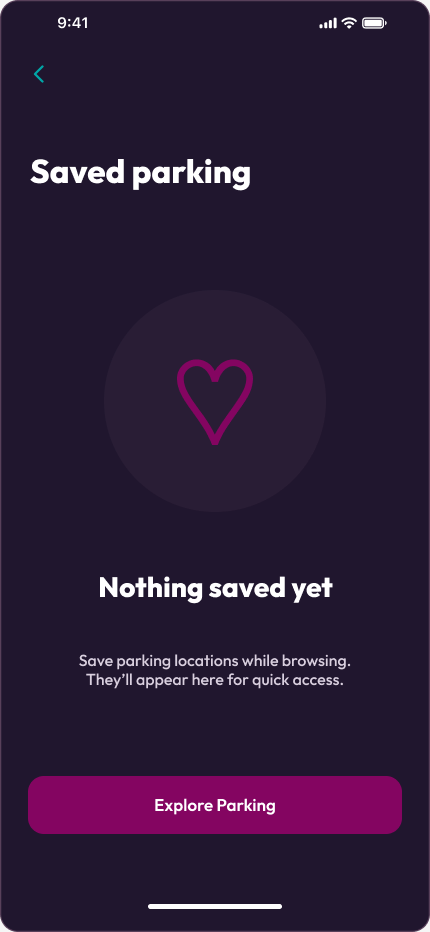 9:41
Saved parking
Nothing saved yet
Save parking locations while browsing.
They’ll appear here for quick access.
Explore Parking